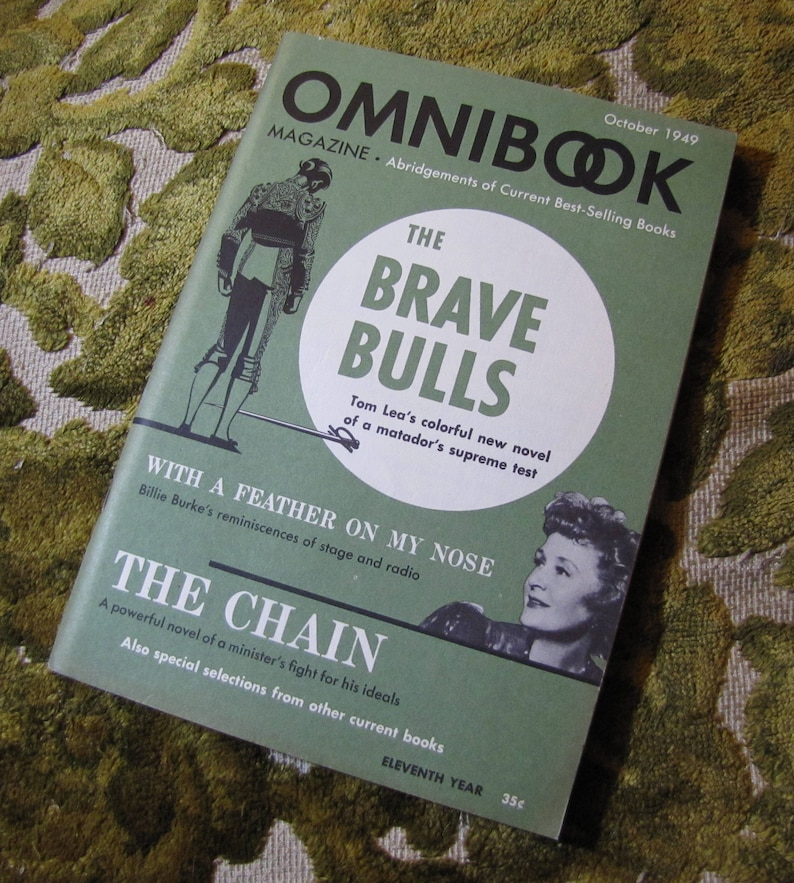 October 1949
OMNIBOOK
MAGAZINE · Abridgements of Current Best-Selling Books
THE
BRAVE
BULLS
Tom Lea's colorful new novel
of a matador's supreme test
WITH A FEATHER ON MY NOSE
Billie Burke's reminiscences of stage and radio
THE CHAIN
A powerful novel of a minister's fight for his ideals
Also special selections from other current books
ELEVENTH YEAR 35¢